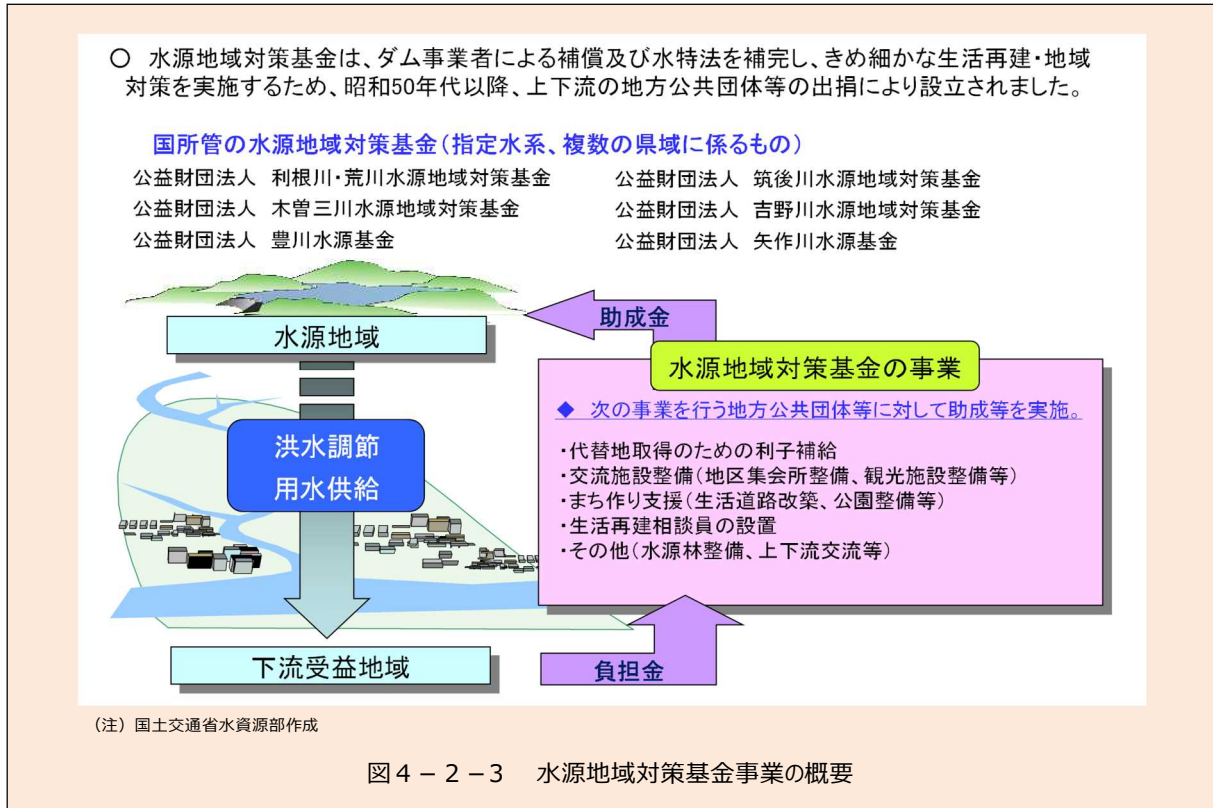 ○ 水源地域対策基金は、ダム事業者による補償及び水特法を補完し、きめ細かな生活再建・地域
対策を実施するため、昭和50年代以降、上下流の地方公共団体等の出捐により設立されました。
国所管の水源地域対策基金(指定水系、複数の県域に係るもの)
公益財団法人 利根川・荒川水源地域対策基金
公益財団法人 木曽三川水源地域対策基金
公益財団法人 豊川水源基金
公益財団法人 筑後川水源地域対策基金
公益財団法人 吉野川水源地域対策基金
公益財団法人 矢作川水源基金
助成金
水源地域
水源地域対策基金の事業
◆ 次の事業を行う地方公共団体等に対して助成等を実施。
・代替地取得のための利子補給
・交流施設整備(地区集会所整備、観光施設整備等)
・まち作り支援(生活道路改築、公園整備等)
・生活再建相談員の設置
・その他(水源林整備、上下流交流等)
洪水調節
用水供給
下流受益地域
負担金
(注)国土交通省水資源部作成
図4-2-3 水源地域対策基金事業の概要